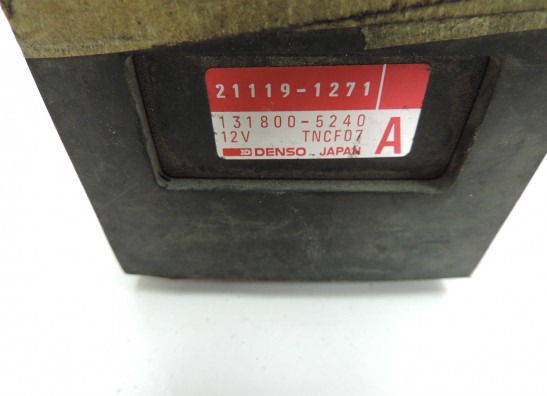 21119-1271
131800-5240
12V TNCF07 A
DENSO JAPAN